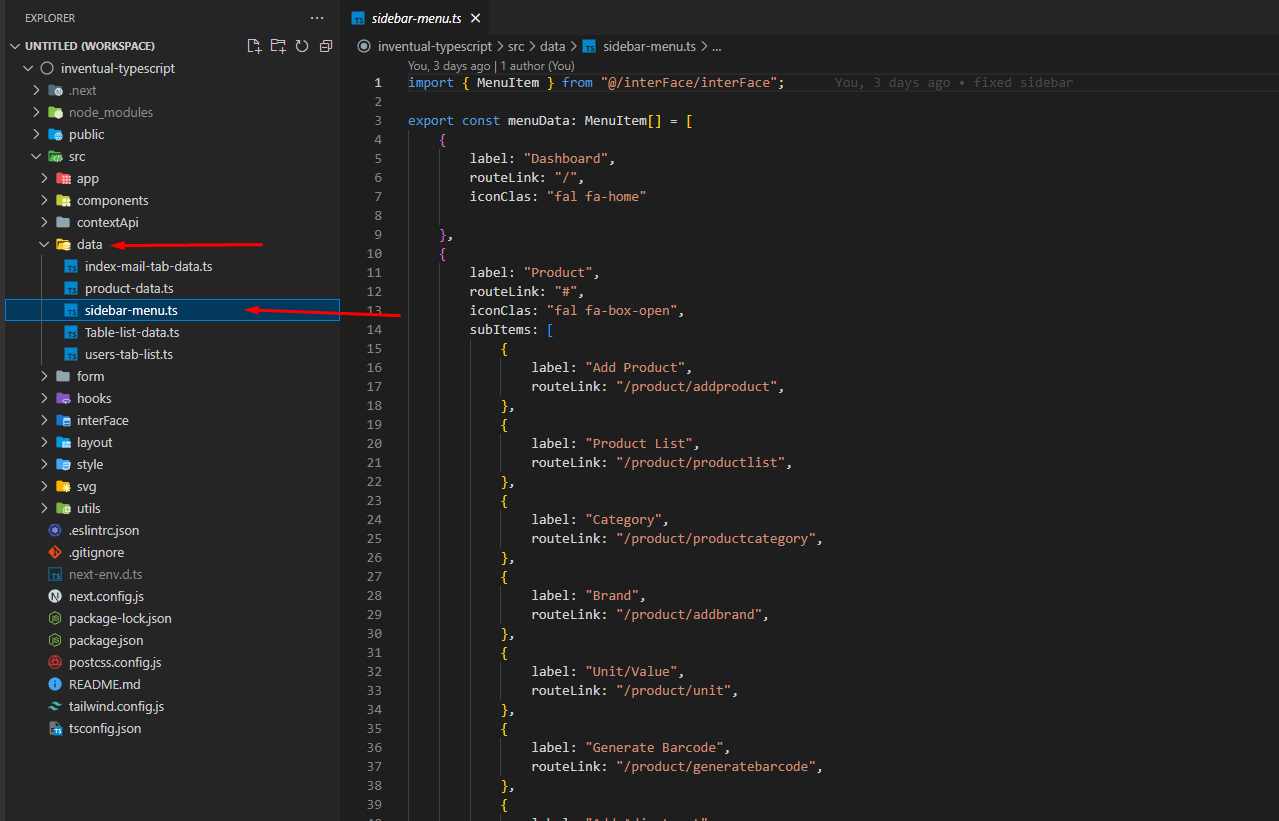 EXPLORER
UNTITLED (WORKSPACE)
inventual-typescript
.next
node_modules
public
src
app
components
contextApi
data
index-mail-tab-data.ts
product-data.ts
sidebar-menu.ts
Table-list-data.ts
users-tab-list.ts
form
hooks
interFace
layout
style
svg
utils
.eslintrc.json
.gitignore
next-env.d.ts
next.config.js
package-lock.json
package.json
postcss.config.js
README.md
tailwind.config.js
tsconfig.json
sidebar-menu.ts
inventual-typescript > src > data > sidebar-menu.ts > ...
You, 3 days ago | 1 author (You)
1 import { MenuItem } from "@/interFace/interFace"; You, 3 days ago • fixed sidebar
2
3 export const menuData: MenuItem[] = [
4 {
5 label: "Dashboard",
6 routeLink: "/",
7 iconClas: "fal fa-home"
8
9 },
10 {
11 label: "Product",
12 routeLink: "#",
13 iconClas: "fal fa-box-open",
14 subItems: [
15 {
16 label: "Add Product",
17 routeLink: "/product/addproduct",
18 },
19 {
20 label: "Product List",
21 routeLink: "/product/productlist",
22 },
23 {
24 label: "Category",
25 routeLink: "/product/productcategory",
26 },
27 {
28 label: "Brand",
29 routeLink: "/product/addbrand",
30 },
31 {
32 label: "Unit/Value",
33 routeLink: "/product/unit",
34 },
35 {
36 label: "Generate Barcode",
37 routeLink: "/product/generatebarcode",
38 },
39 {